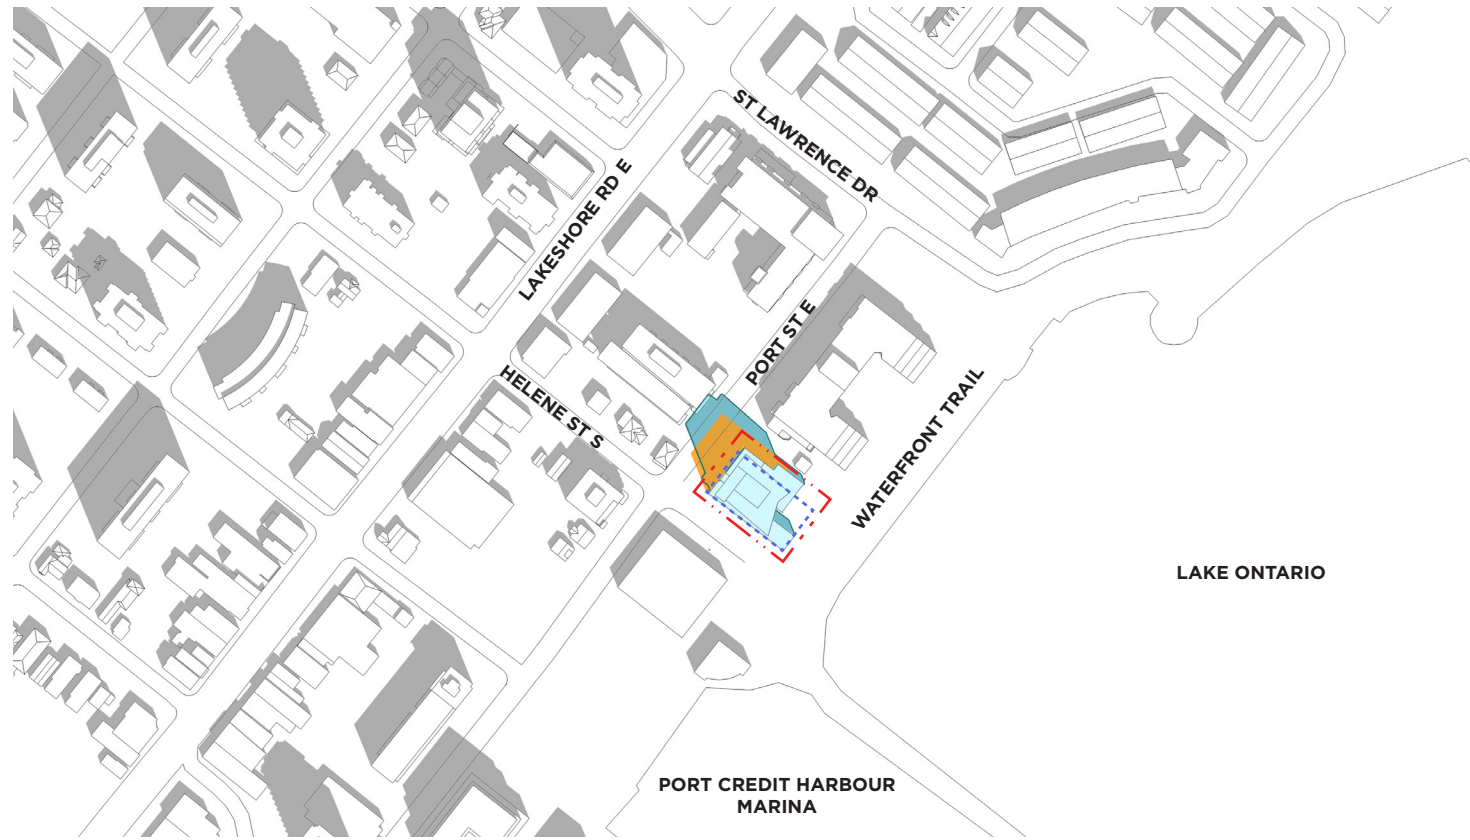 ST LAWRENCE DR
LAKESHORE RD E
PORT ST E
HELENE ST S
WATERFRONT TRAIL
LAKE ONTARIO
PORT CREDIT HARBOUR
MARINA